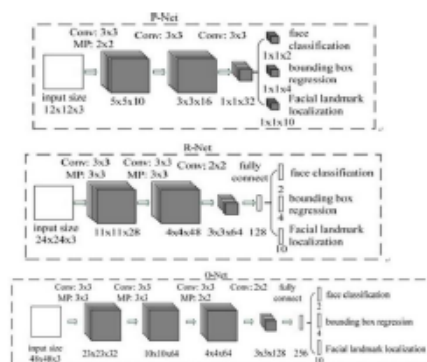 P-Net
Conv: 3x3 Conv: 3x3 Conv: 3x3
MP: 2x2
face
classification
1x1x2
bounding box
regression
1x1x4
Facial landmark
localization
input size
12x12x3
5x5x10
3x3x16
1x1x32
1x1x10
R-Net
Conv: 3x3 Conv: 3x3 Conv: 2x2 fully
MP: 3x3 MP: 3x3 connect
face classification
2
bounding box
regression
4
Facial landmark
localization
10
input size
24x24x3
11x11x28
4x4x48
3x3x64
128
O-Net
Conv: 3x3 Conv: 3x3 Conv: 3x3 Conv: 2x2 fully
MP: 3x3 MP: 3x3 MP: 2x2 connect
face classification
2
bounding box regression
4
Facial landmark localization
10
input size
48x48x3
23x23x32
10x10x64
4x4x64
3x3x128
256